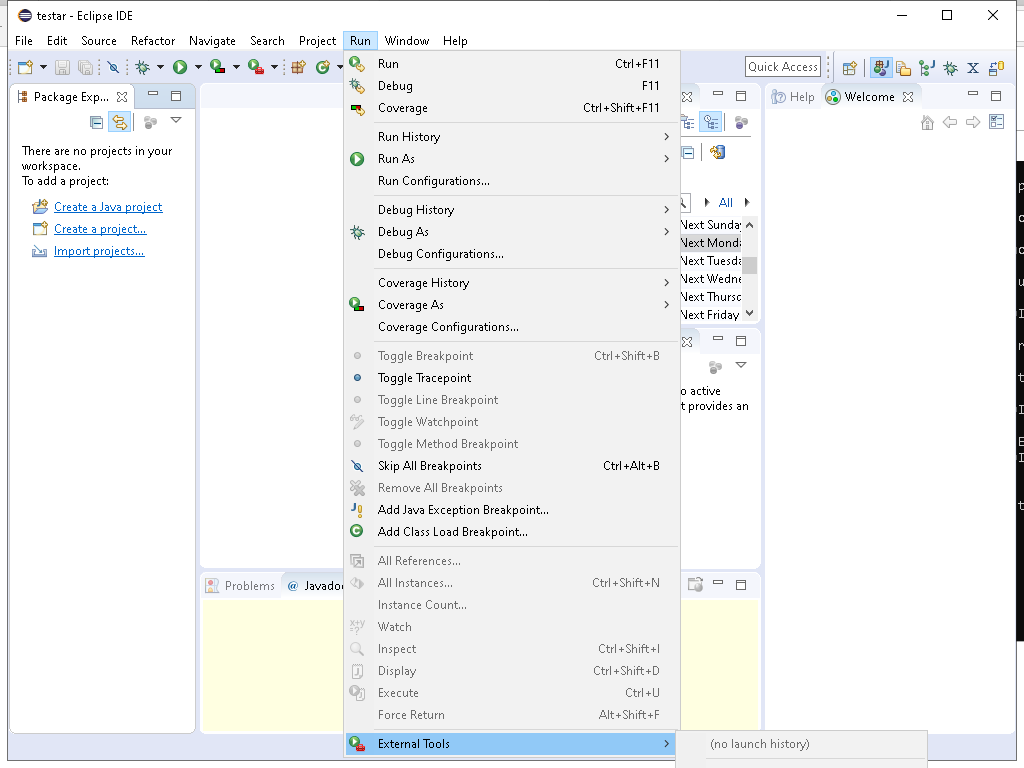 testar - Eclipse IDE
File Edit Source Refactor Navigate Search Project Run Window Help
Quick Access
Package Exp...
Help
Welcome
There are no projects in your
workspace.
To add a project:
Create a Java project
Create a project...
Import projects...
Run Ctrl+F11
Debug F11
Coverage Ctrl+Shift+F11
Run History
Run As
Run Configurations...
Debug History
Debug As
Debug Configurations...
Coverage History
Coverage As
Coverage Configurations...
Toggle Breakpoint Ctrl+Shift+B
Toggle Tracepoint
Toggle Line Breakpoint
Toggle Watchpoint
Toggle Method Breakpoint
Skip All Breakpoints Ctrl+Alt+B
Remove All Breakpoints
Add Java Exception Breakpoint...
Add Class Load Breakpoint...
All References...
All Instances... Ctrl+Shift+N
Instance Count...
Watch
Inspect Ctrl+Shift+I
Display Ctrl+Shift+D
Execute Ctrl+U
Force Return Alt+Shift+F
External Tools
(no launch history)
All
Next Sunday
Next Monda
Next Tuesda
Next Wedne
Next Thursd
Next Friday
o active
t provides an
Problems
@ Javado